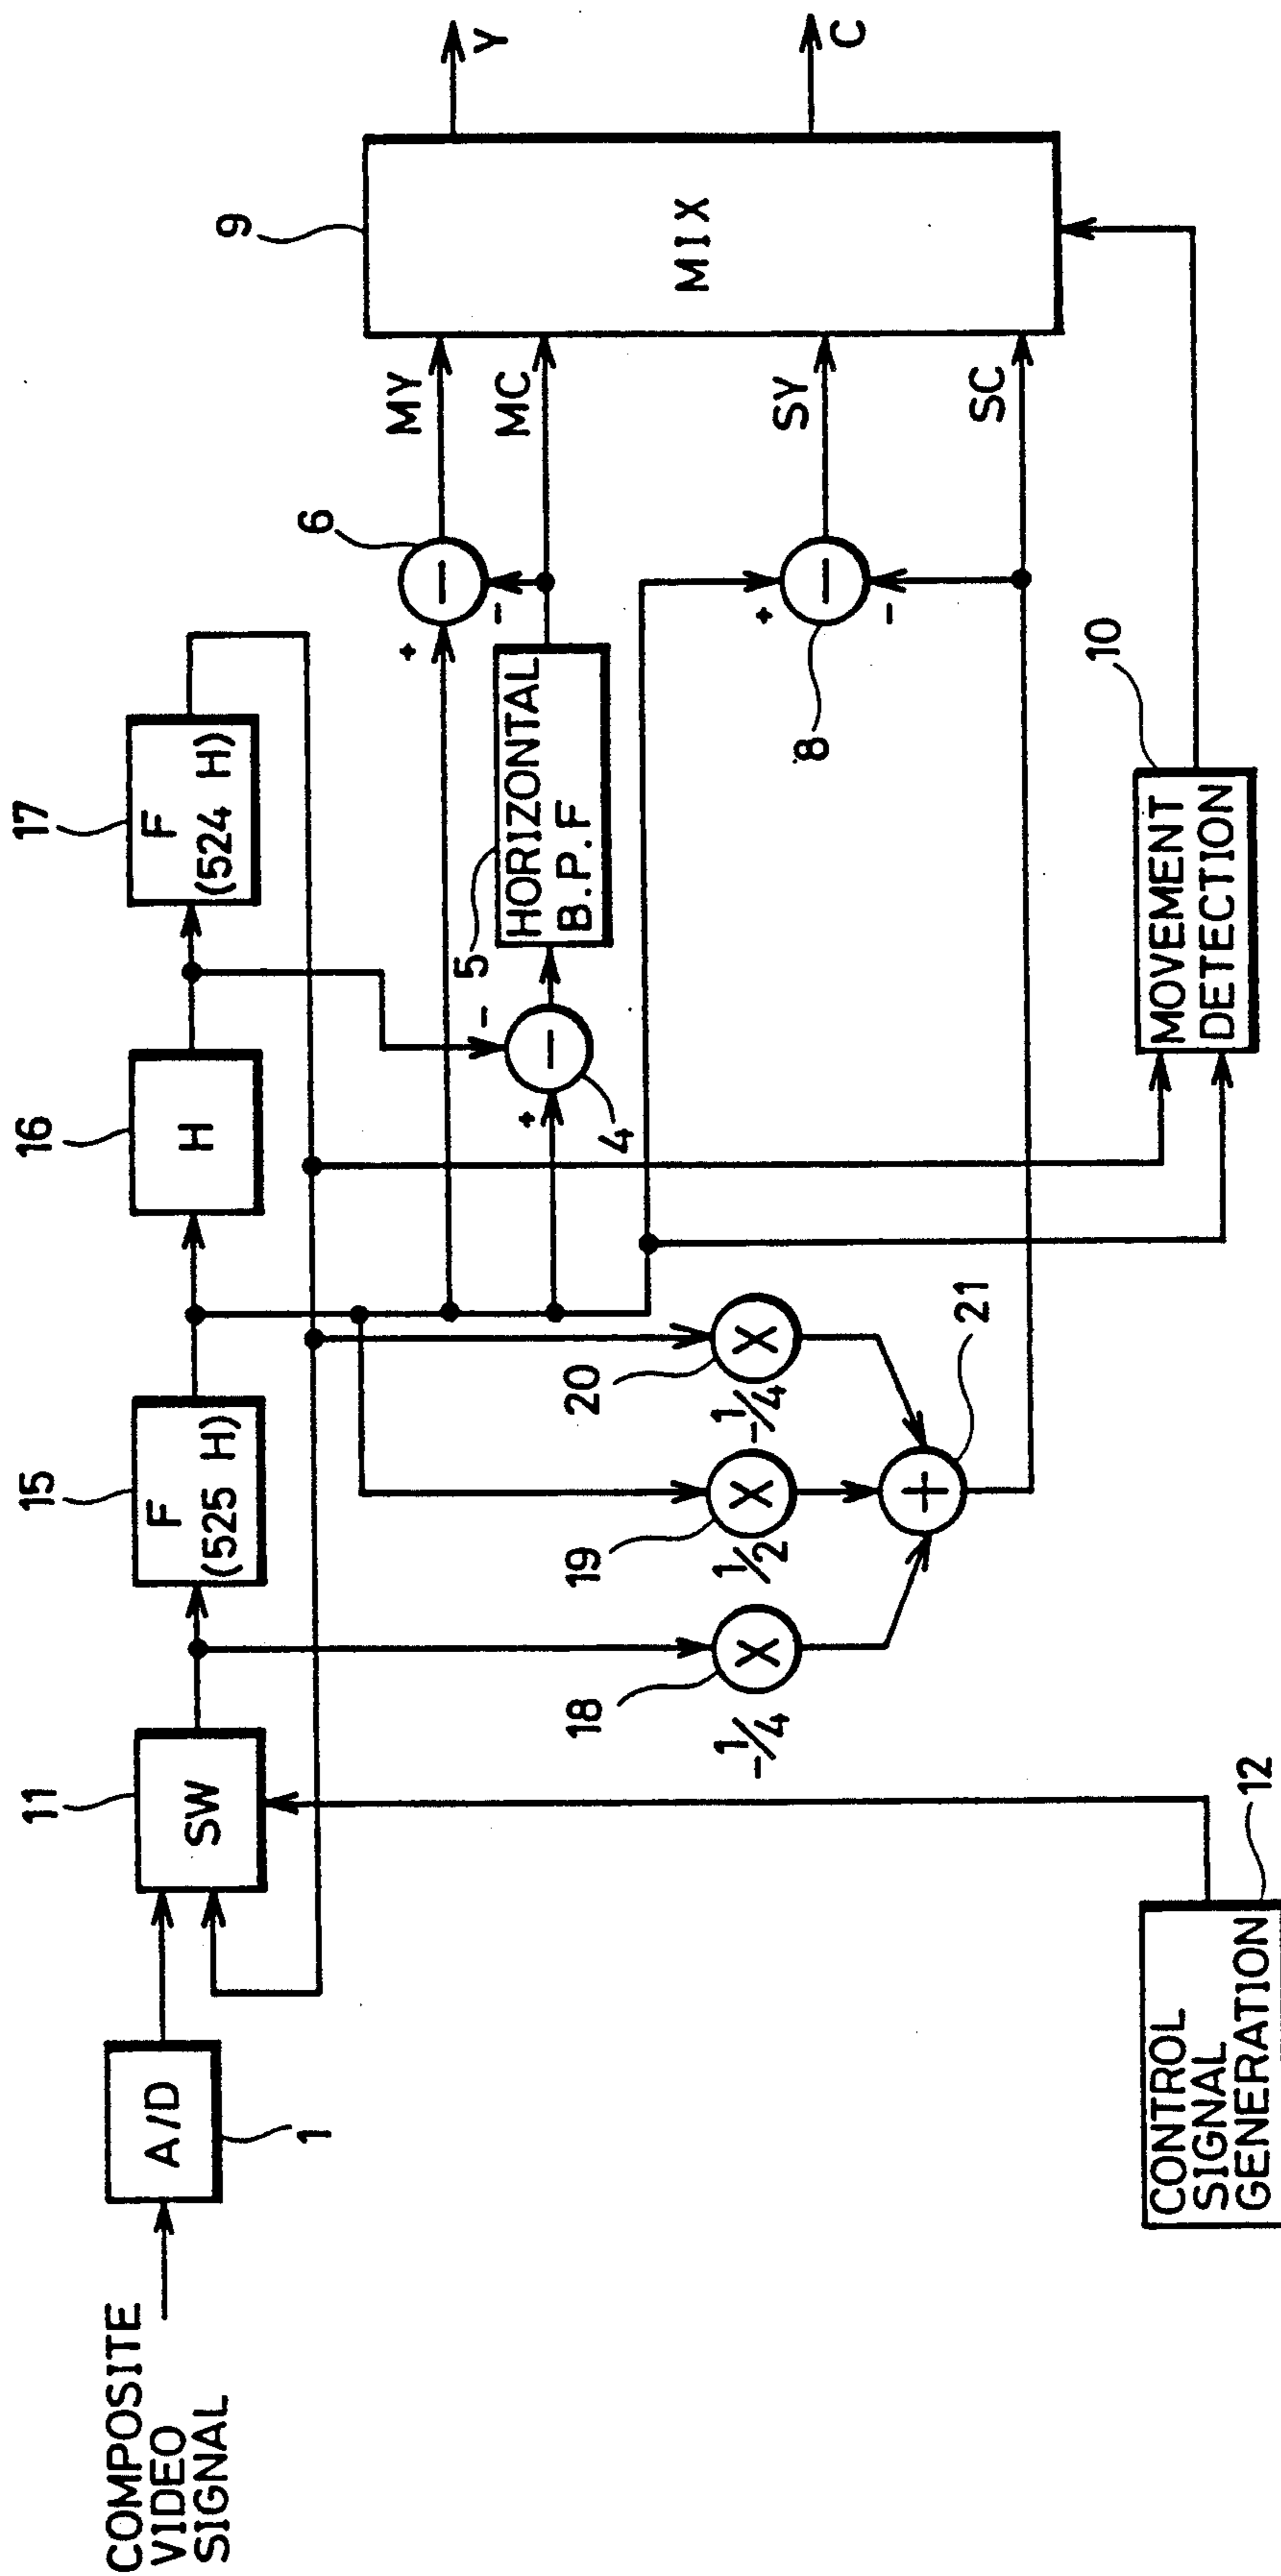 COMPOSITE
VIDEO
SIGNAL
A/D
1
11
SW
15
F
(525 H)
16
H
17
F
(524 H)
18
-1/4
X
19
1/2
X
20
-1/4
X
21
+
4
+
-
−
5
HORIZONTAL
B.P.F
6
+
-
−
8
+
-
−
MY
MC
SY
SC
9
MIX
Y
C
10
MOVEMENT
DETECTION
12
CONTROL
SIGNAL
GENERATION